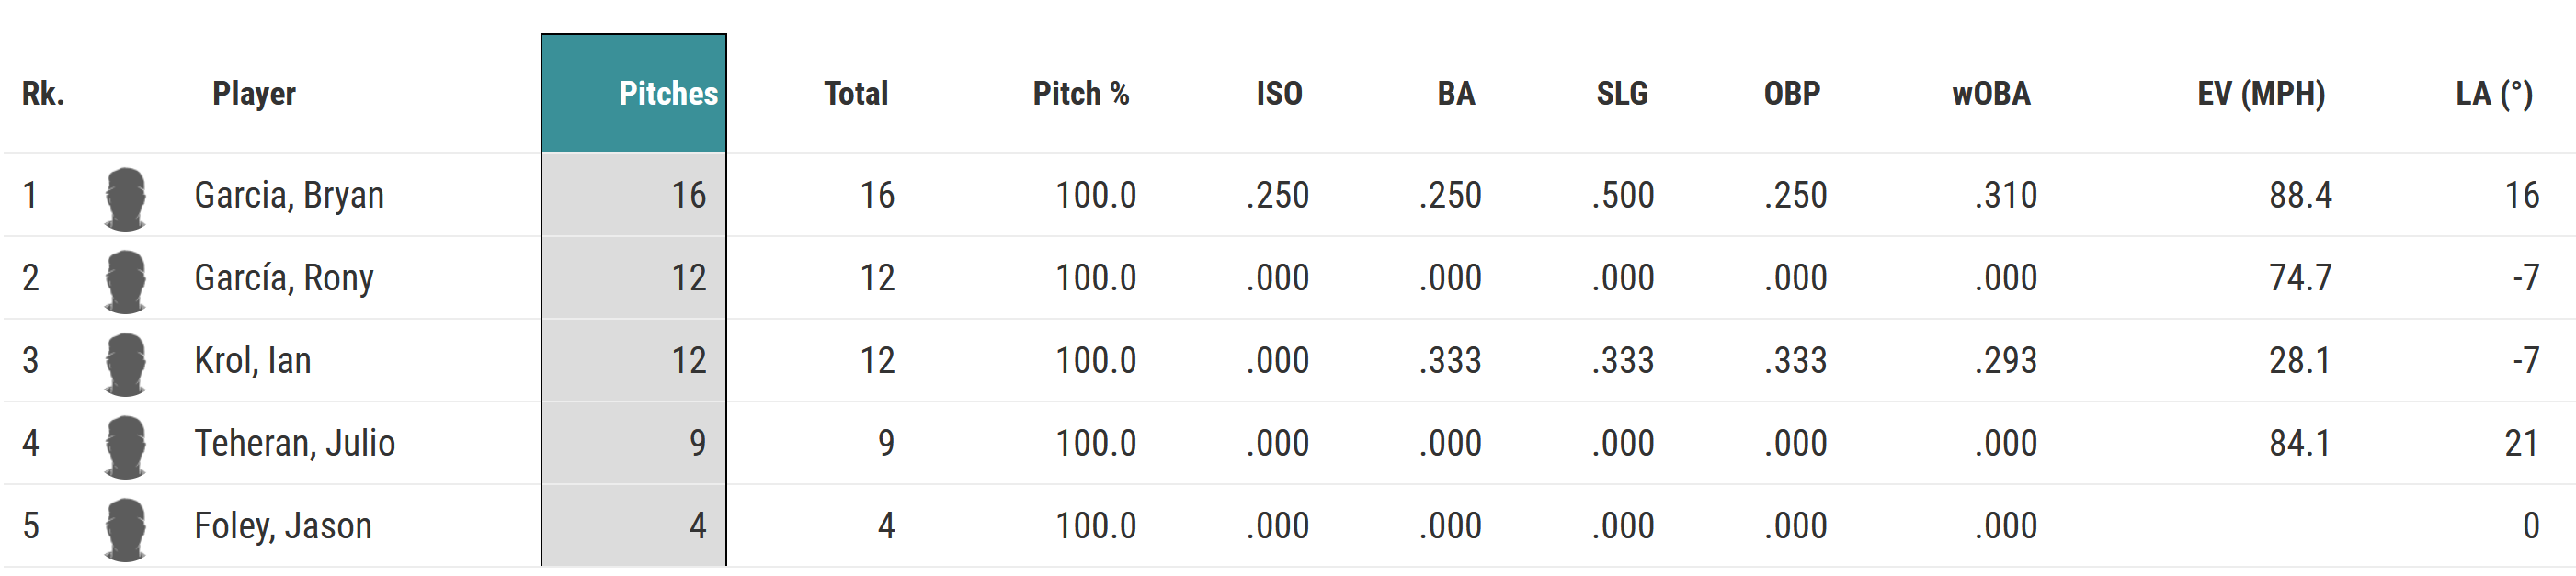 Rk. Player Pitches Total Pitch % ISO BA SLG OBP wOBA EV (MPH) LA (°)
1 Garcia, Bryan 16 16 100.0 .250 .250 .500 .250 .310 88.4 16
2 García, Rony 12 12 100.0 .000 .000 .000 .000 .000 74.7 -7
3 Krol, Ian 12 12 100.0 .000 .333 .333 .333 .293 28.1 -7
4 Teheran, Julio 9 9 100.0 .000 .000 .000 .000 .000 84.1 21
5 Foley, Jason 4 4 100.0 .000 .000 .000 .000 .000 0